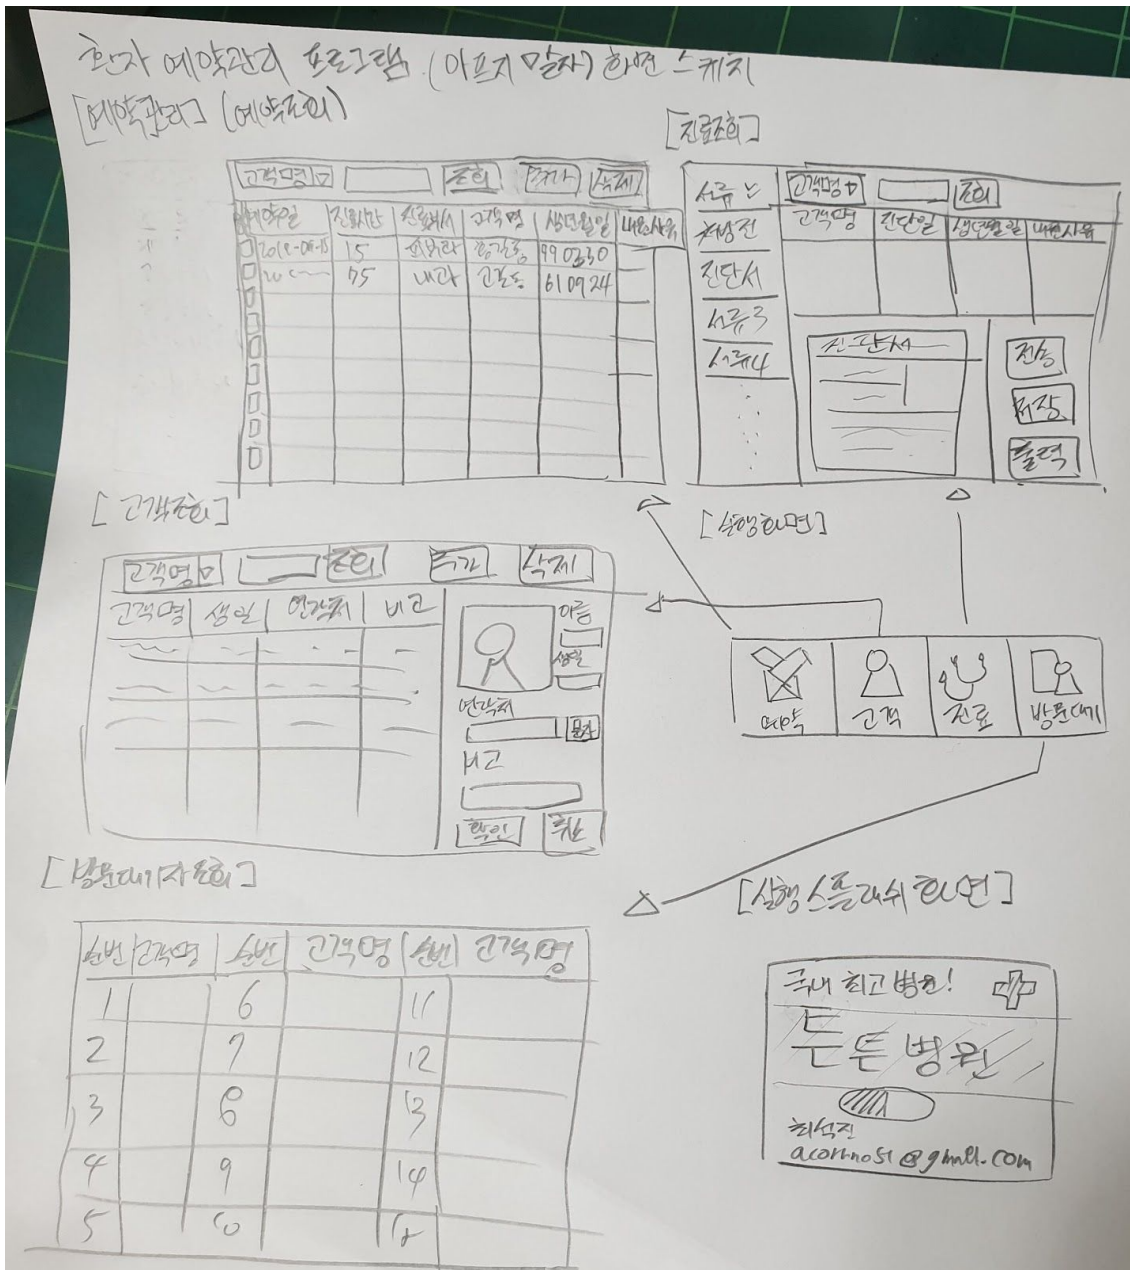 환자 예약관리 프로그램 (아프지 말자) 화면 스케치
[예약관리] (예약조회)
고객명 조회 추가 삭제
예약일 진료시간 진료부서 고객명 생년월일 내원사유
15 피부과 홍길동 990330
75 내과 고길동 610924
[진료조회]
고객명 조회
서류
처방전
진단서
서류3
서류4
고객명 진단일 생년월일 내원사유
진단서
전송
저장
출력
[고객조회]
고객명 조회 추가 삭제
고객명 생일 연락처 비고
이름
생일
연락처
문자
비고
확인 취소
[실행화면]
예약 고객 진료 방문대기
[방문대기자 조회]
순번 고객명 순번 고객명 순번 고객명
1 6 11
2 7 12
3 8 13
4 9 14
5 10
[실행 스플래쉬 화면]
국내 최고 병원!
튼튼병원
최석진